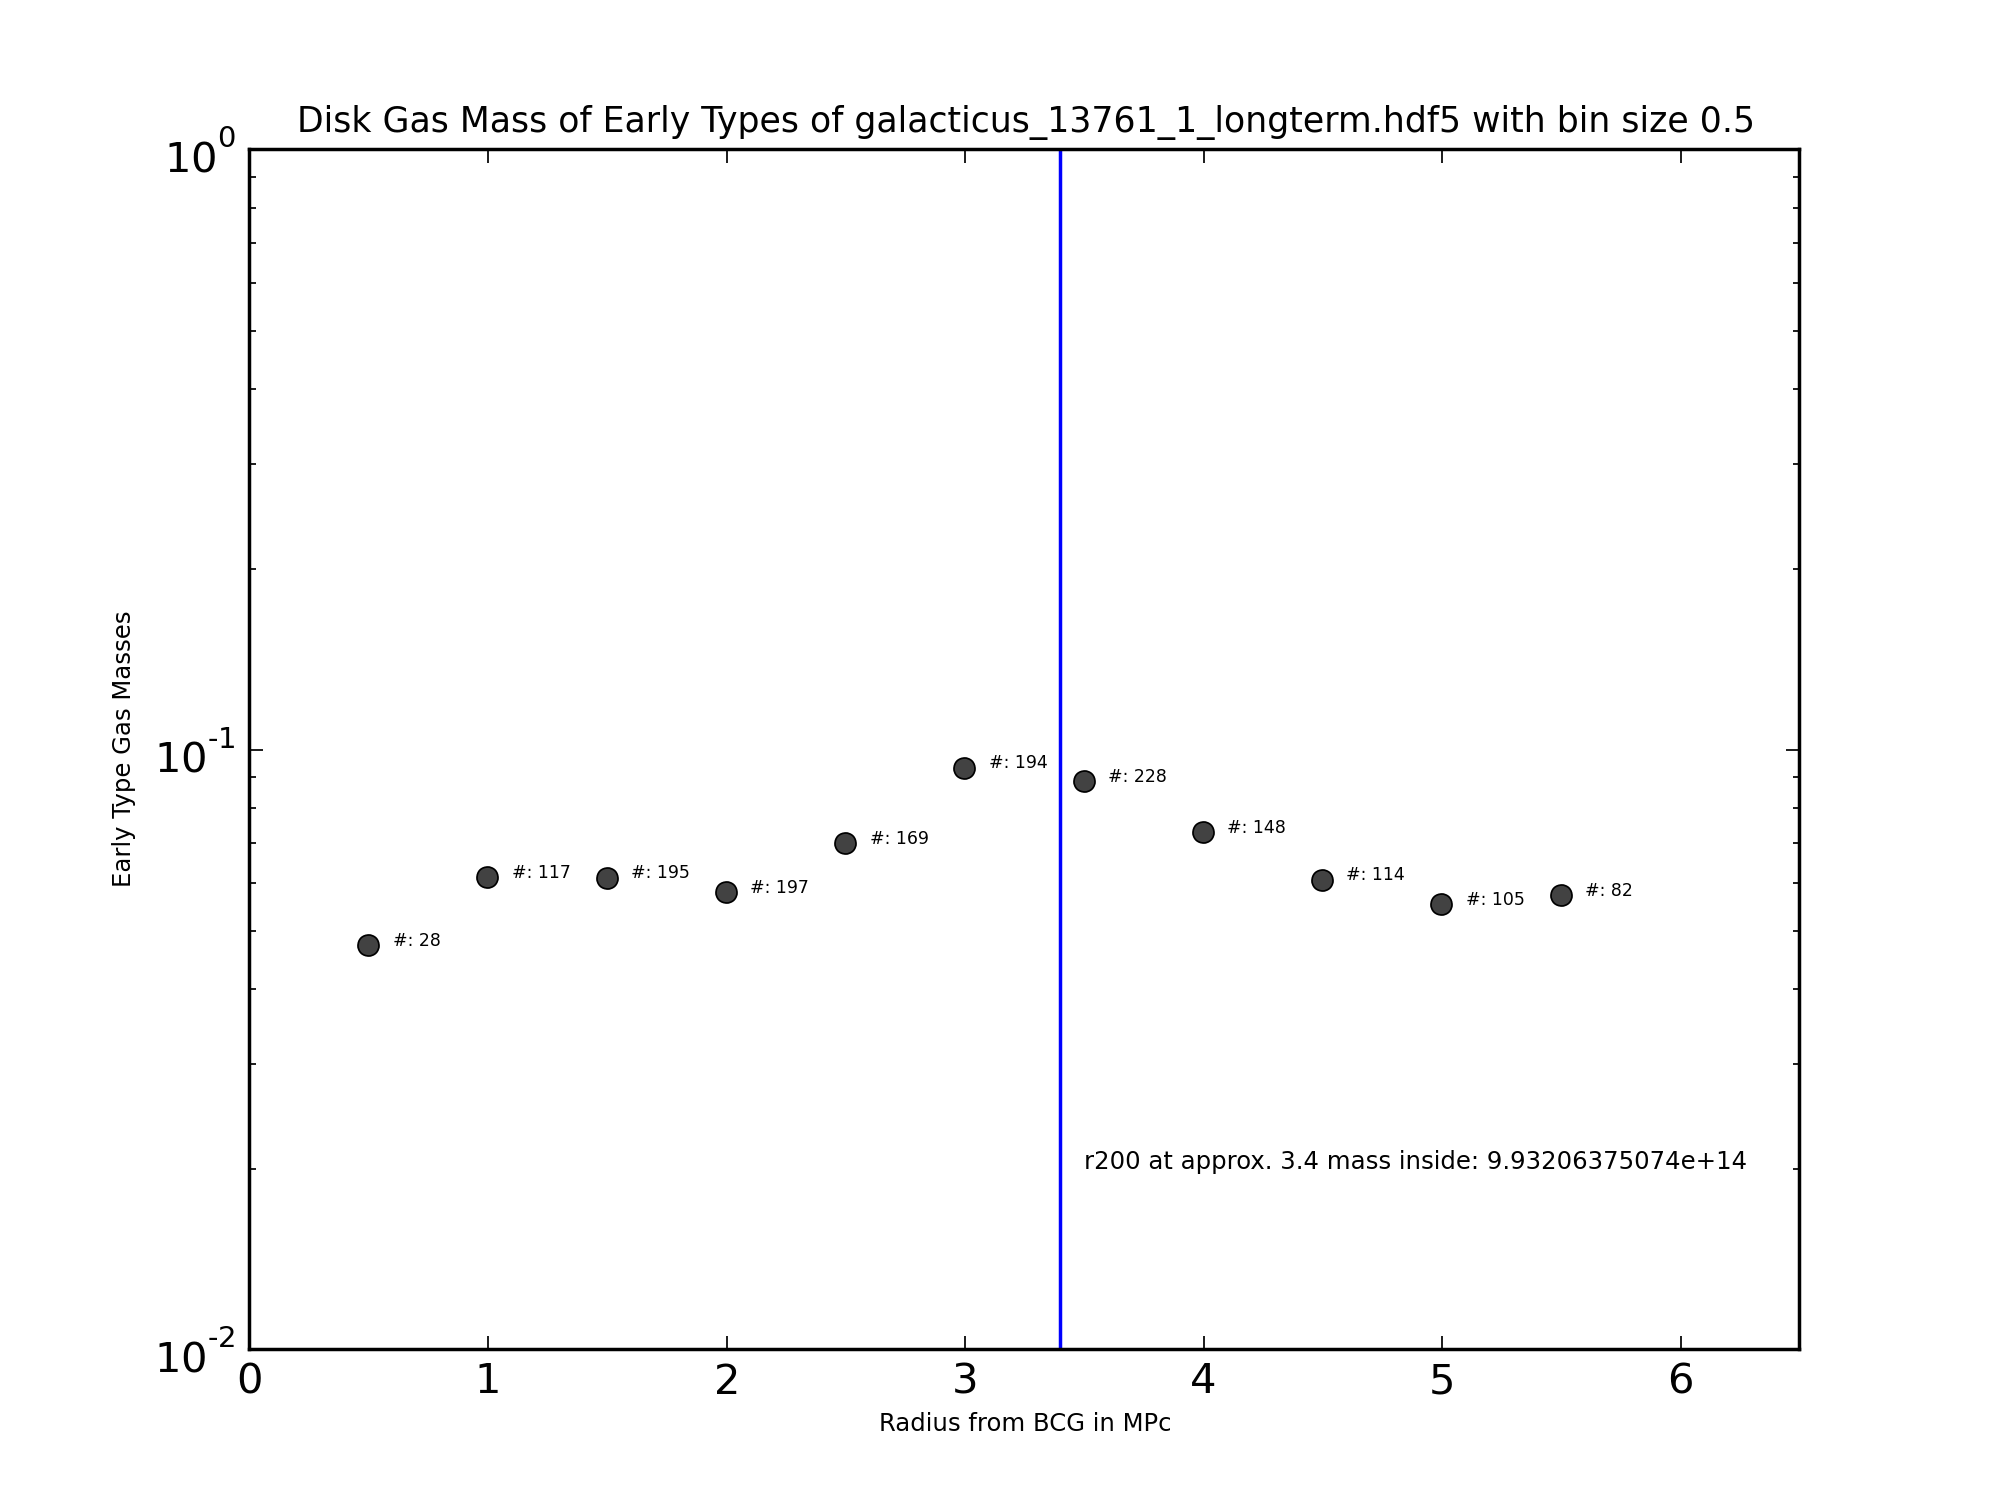 Disk Gas Mass of Early Types of galacticus_13761_1_longterm.hdf5 with bin size 0.5
10^0
10^-1
10^-2
Early Type Gas Masses
#: 28
#: 117
#: 195
#: 197
#: 169
#: 194
#: 228
#: 148
#: 114
#: 105
#: 82
r200 at approx. 3.4 mass inside: 9.93206375074e+14
0 1 2 3 4 5 6
Radius from BCG in MPc